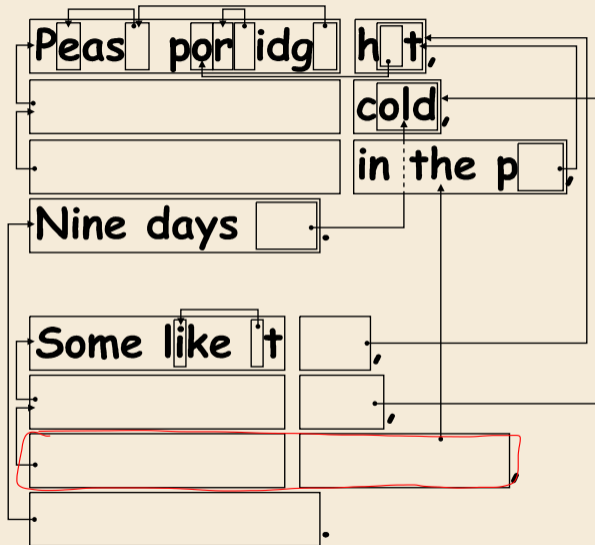 Peas por idg h t,
cold,
in the p ,
Nine days .
Some like t ,
,
,
.